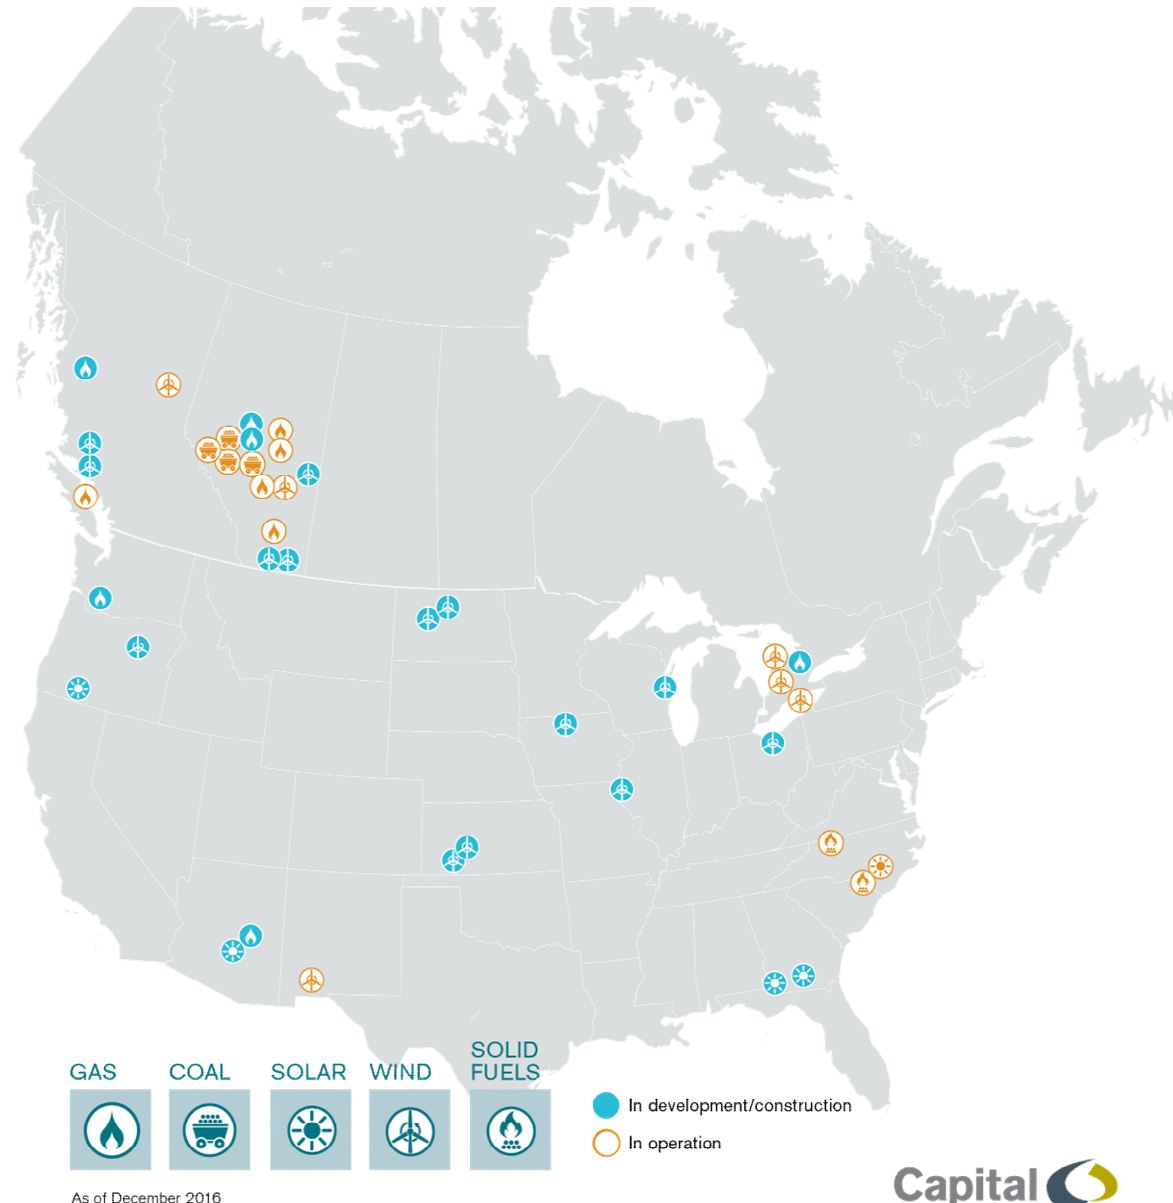 GAS
COAL
SOLAR
WIND
SOLID
FUELS
In development/construction
In operation
As of December 2016
Capital